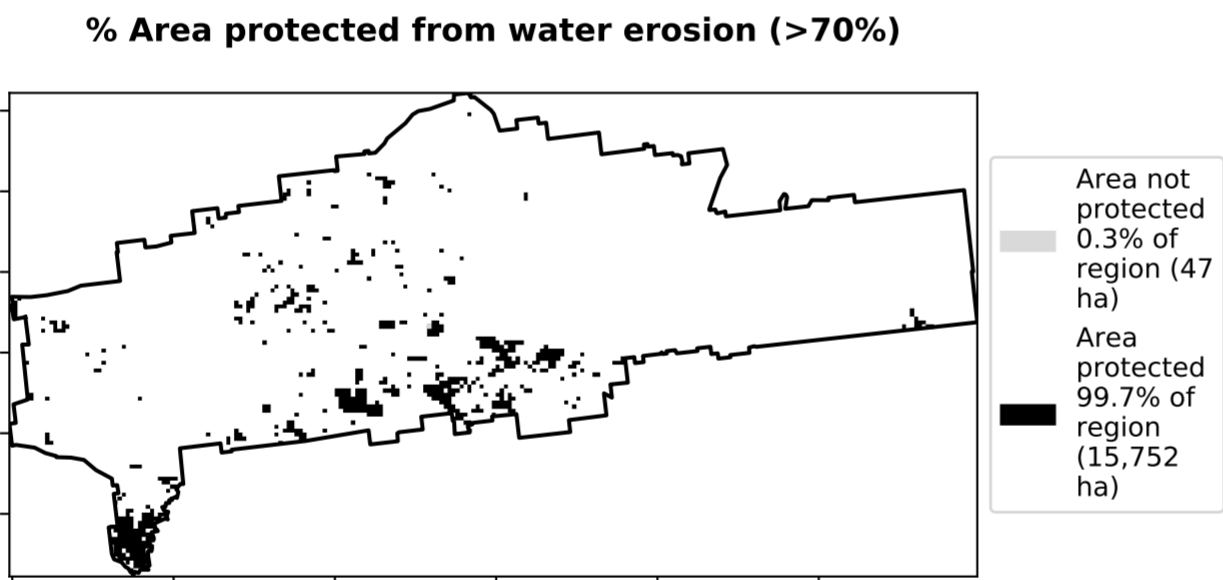 % Area protected from water erosion (>70%)
Area not
protected
0.3% of
region (47
ha)
Area
protected
99.7% of
region
(15,752
ha)